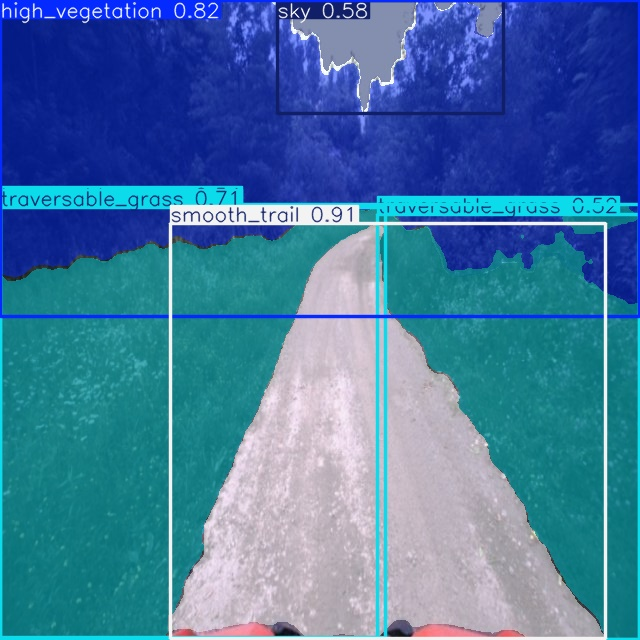 high_vegetation 0.82
sky 0.58
traversable_grass 0.71
traversable_grass 0.52
smooth_trail 0.91